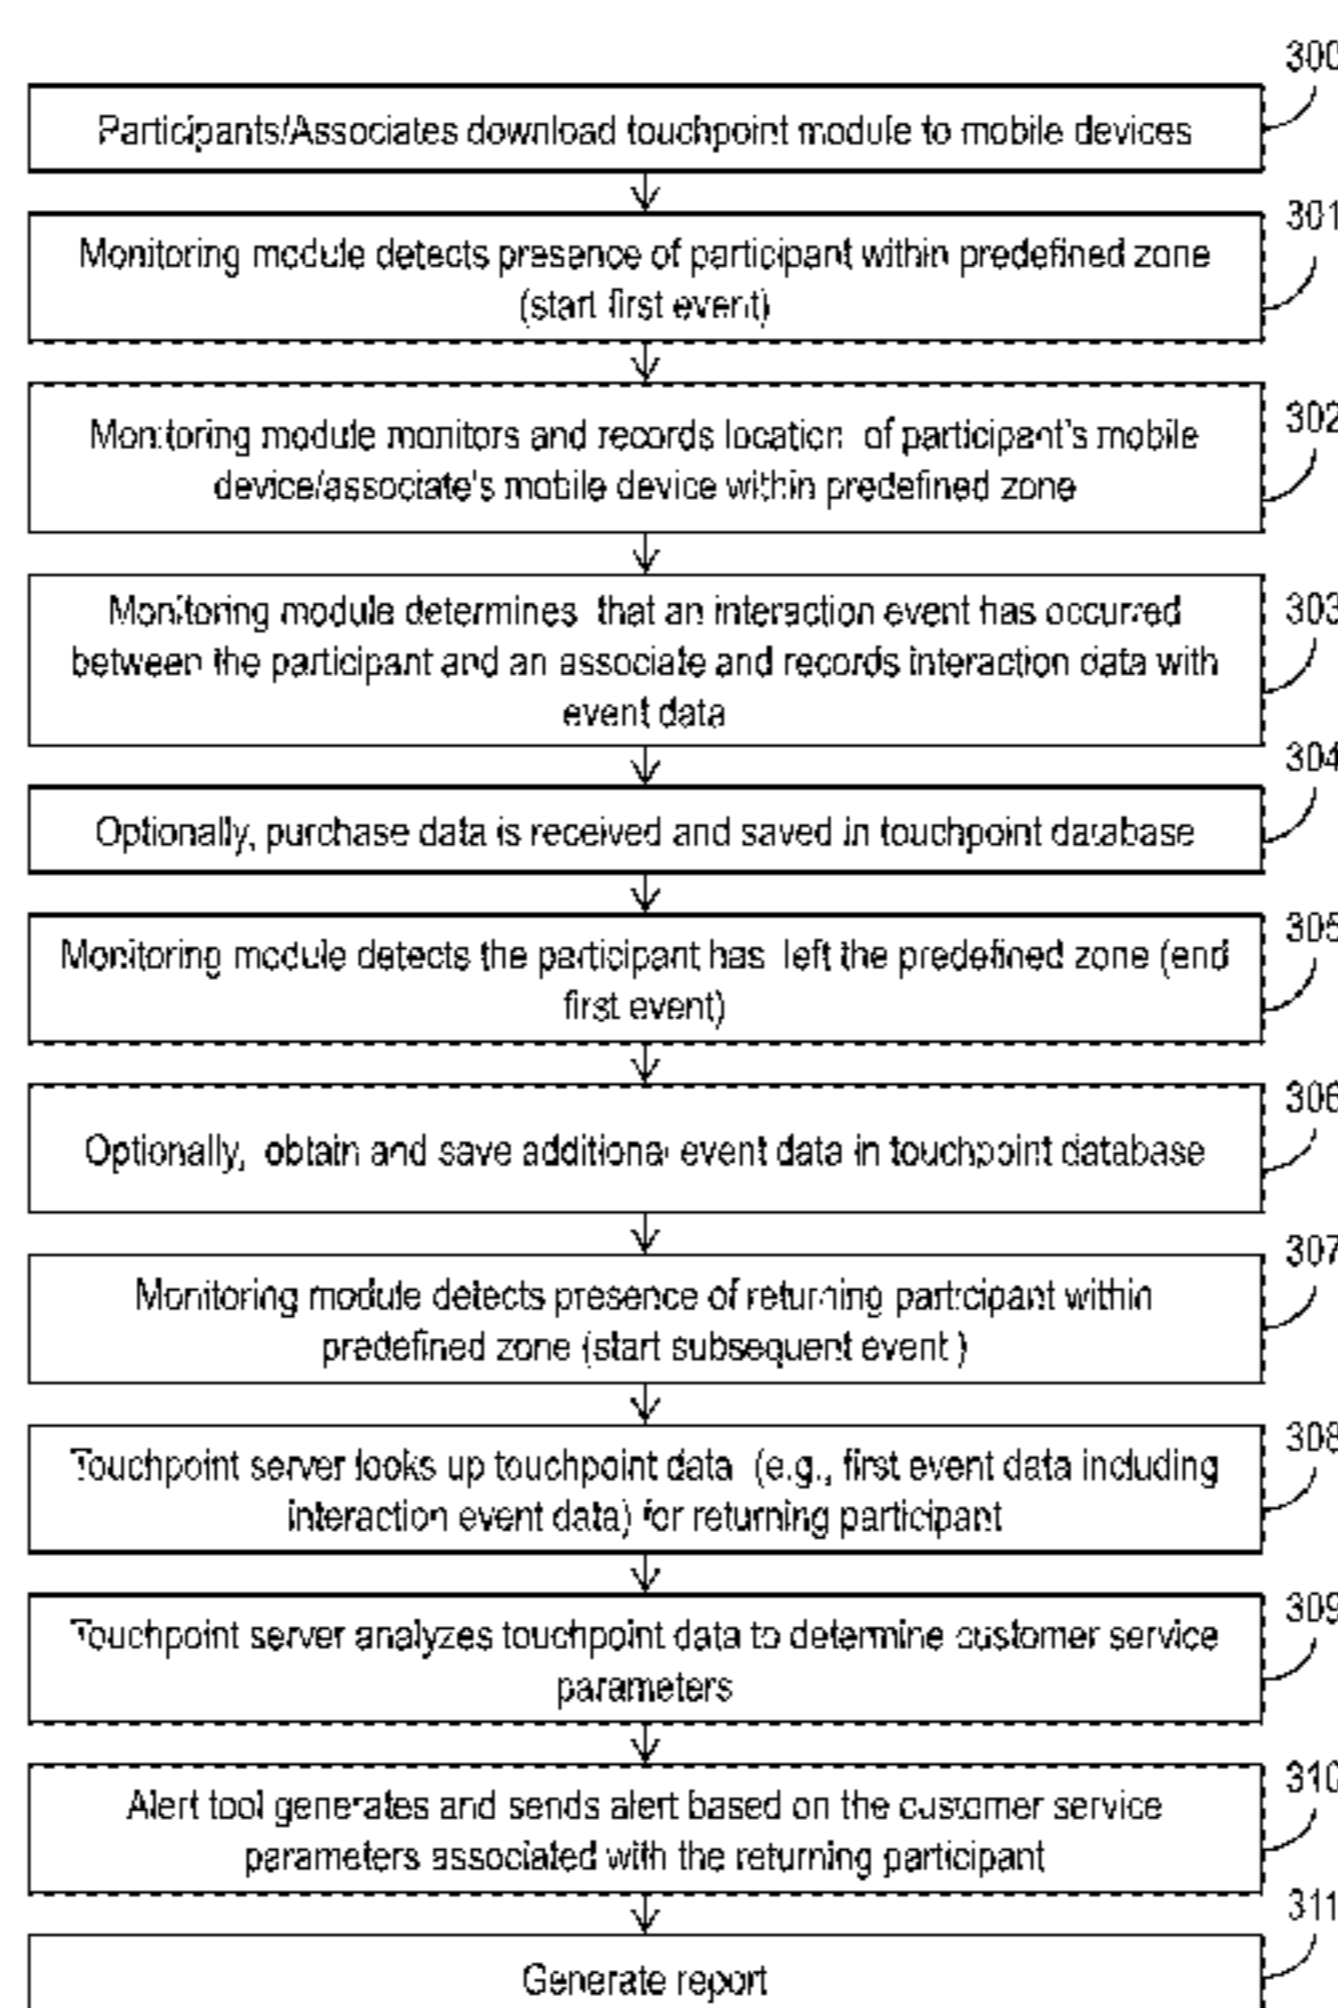 300
Participants/Associates download touchpoint module to mobile devices
301
Monitoring module detects presence of participant within predefined zone
(start first event)
302
Monitoring module monitors and records location of participant's mobile
device/associate's mobile device within predefined zone
303
Monitoring module determines that an interaction event has occurred
between the participant and an associate and records interaction data with
event data
304
Optionally, purchase data is received and saved in touchpoint database
305
Monitoring module detects the participant has left the predefined zone (end
first event)
306
Optionally, obtain and save additional event data in touchpoint database
307
Monitoring module detects presence of returning participant within
predefined zone (start subsequent event )
308
Touchpoint server looks up touchpoint data (e.g., first event data including
interaction event data) for returning participant
309
Touchpoint server analyzes touchpoint data to determine customer service
parameters
310
Alert tool generates and sends alert based on the customer service
parameters associated with the returning participant
311
Generate report